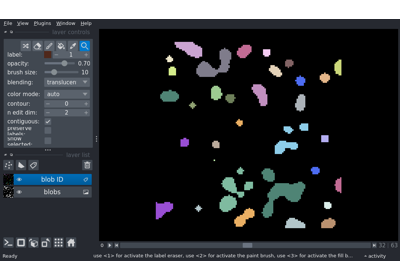 File View Plugins Window Help
layer controls
label: 1
opacity: 0.70
brush size: 10
blending: translucen
color mode: auto
contour: 0
n edit dim: 2
contiguous:
preserve labels:
show selected:
layer list
blob ID
blobs
32 63
Ready use <1> for activate the label eraser, use <2> for activate the paint brush, use <3> for activate the fill b... activity